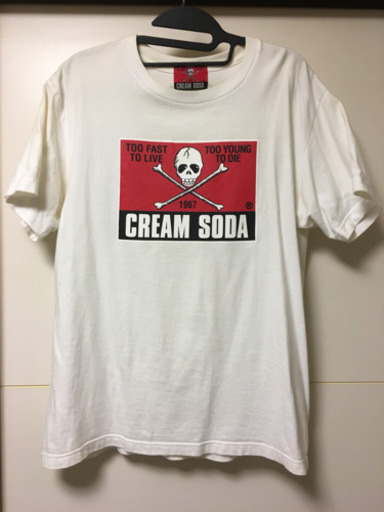 CREAM SODA
TOO FAST TOO YOUNG
TO LIVE TO DIE
1967
®
CREAM SODA